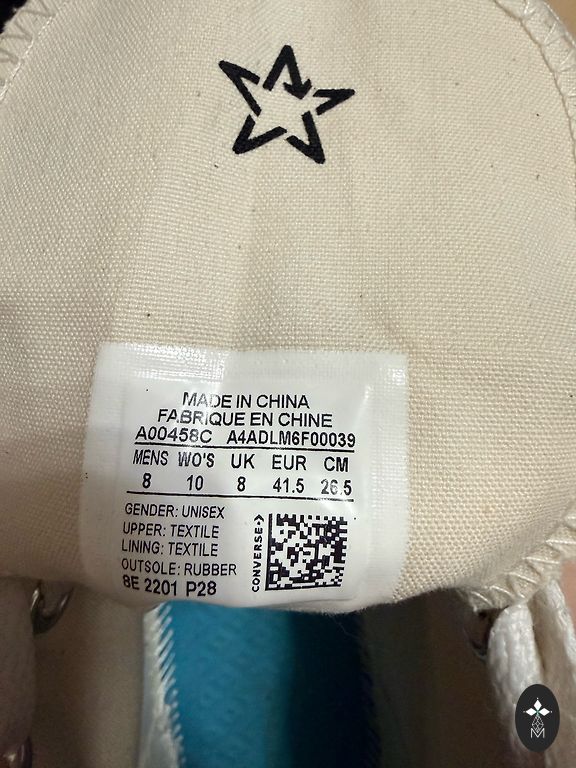 MADE IN CHINA
FABRIQUE EN CHINE
A00458C A4ADLM6F00039
MENS WO'S UK EUR CM
8 10 8 41.5 26.5
GENDER: UNISEX
UPPER: TEXTILE
LINING: TEXTILE
OUTSOLE: RUBBER
8E 2201 P28
CONVERSE
M